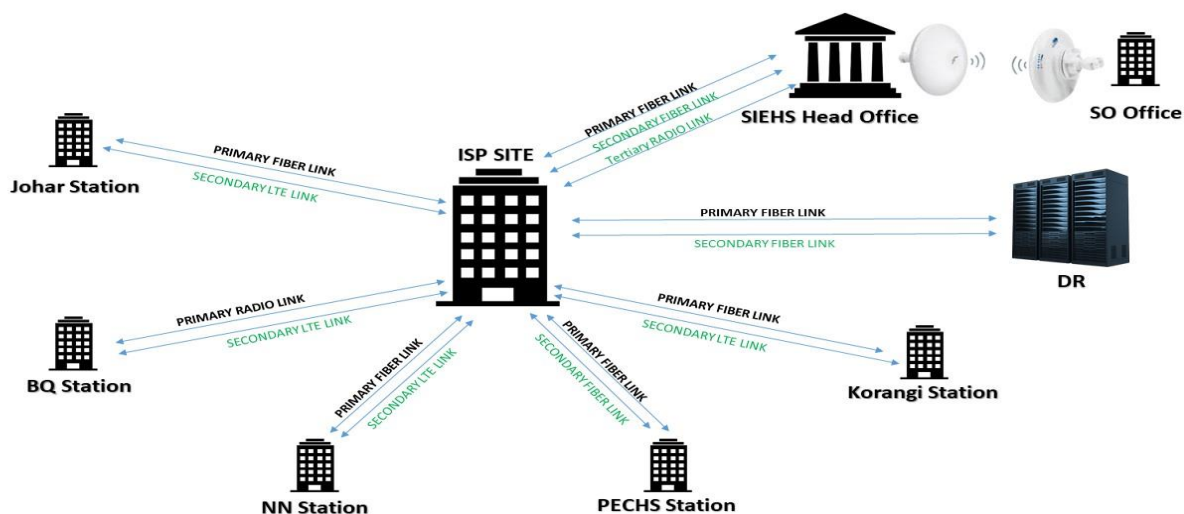 PRIMARY FIBER LINK
SECONDARY FIBER LINK
Tertiary RADIO LINK
SIEHS Head Office
SO Office
ISP SITE
PRIMARY FIBER LINK
SECONDARY LTE LINK
Johar Station
PRIMARY FIBER LINK
SECONDARY FIBER LINK
DR
PRIMARY RADIO LINK
SECONDARY LTE LINK
BQ Station
PRIMARY FIBER LINK
SECONDARY LTE LINK
Korangi Station
PRIMARY FIBER LINK
SECONDARY LTE LINK
NN Station
PRIMARY FIBER LINK
SECONDARY FIBER LINK
PECHS Station